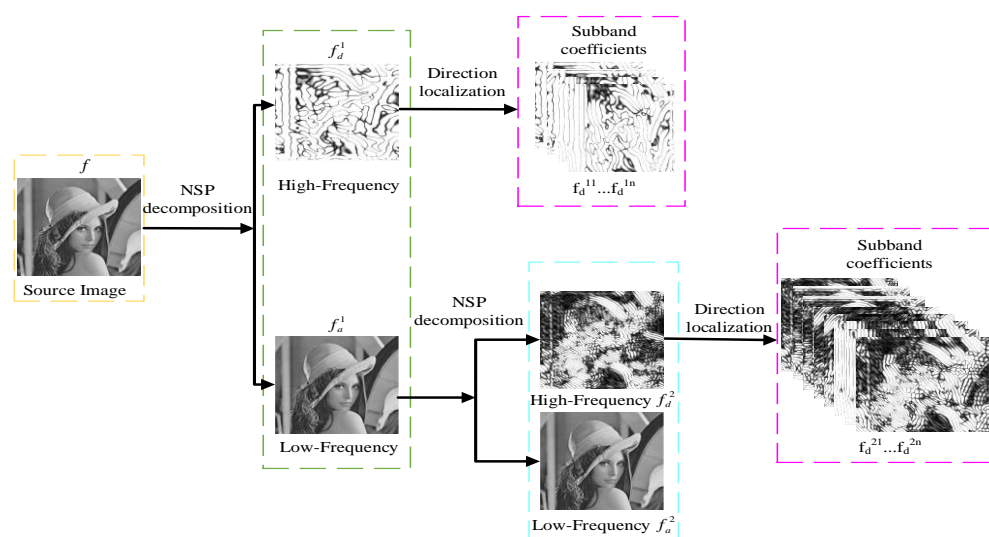 f
Source Image
NSP
decomposition
f_d^1
High-Frequency
Direction
localization
Subband
coefficients
f_d^11...f_d^1n
f_a^1
Low-Frequency
NSP
decomposition
High-Frequency f_d^2
Low-Frequency f_a^2
Direction
localization
Subband
coefficients
f_d^21...f_d^2n